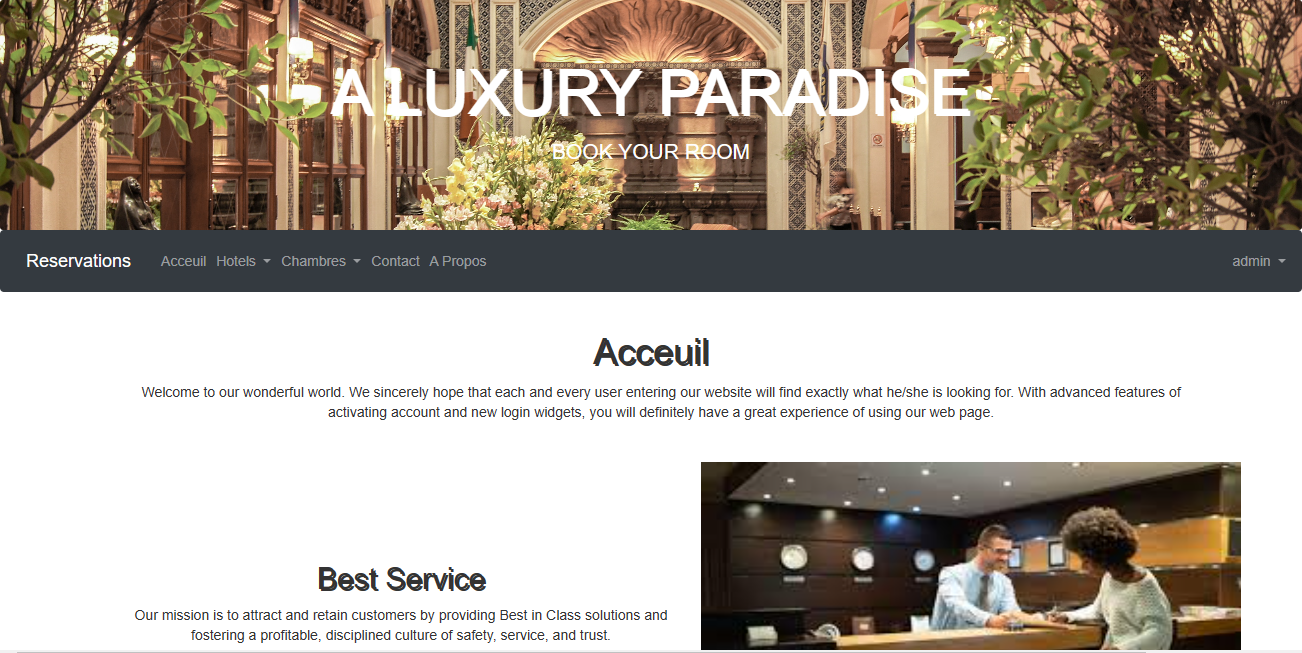 A LUXURY PARADISE
BOOK YOUR ROOM
Reservations Acceuil Hotels Chambres Contact A Propos admin
Acceuil
Welcome to our wonderful world. We sincerely hope that each and every user entering our website will find exactly what he/she is looking for. With advanced features of
activating account and new login widgets, you will definitely have a great experience of using our web page.
Best Service
Our mission is to attract and retain customers by providing Best in Class solutions and
fostering a profitable, disciplined culture of safety, service, and trust.